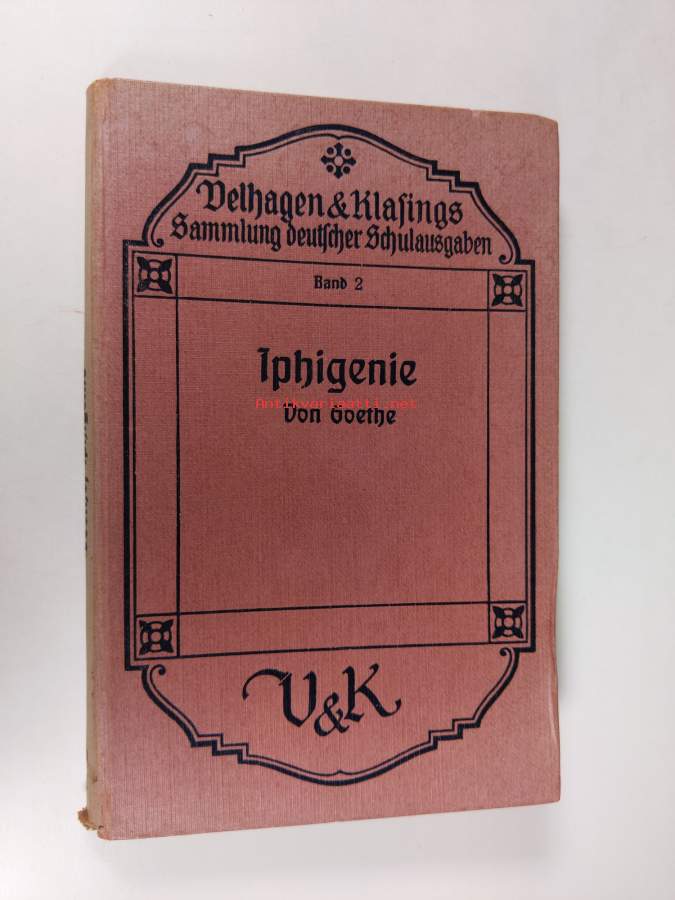 Velhagen & Klasings
Sammlung deutscher Schulausgaben
Band 2
Iphigenie
Antikvariaatti.net
Von Goethe
V&K